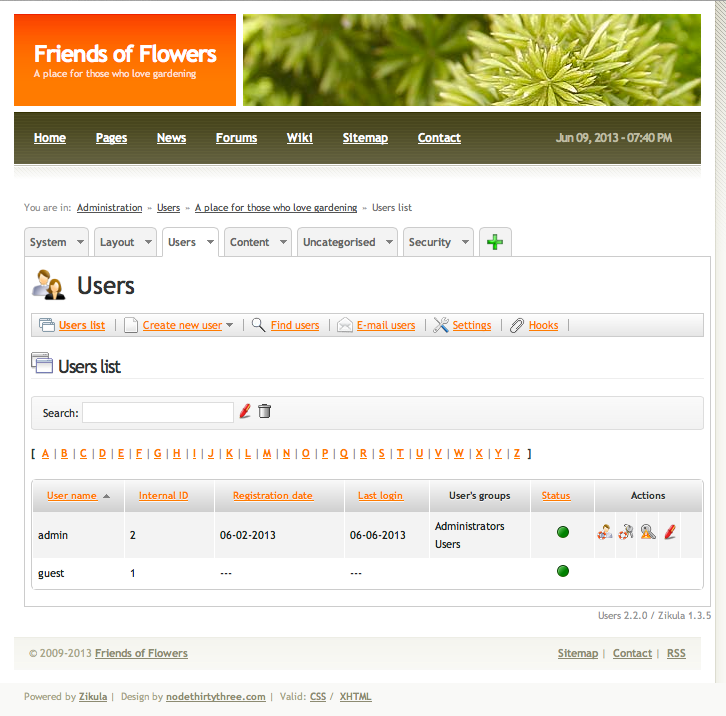 Friends of Flowers
A place for those who love gardening
Home Pages News Forums Wiki Sitemap Contact Jun 09, 2013 - 07:40 PM
You are in: Administration » Users » A place for those who love gardening » Users list
System Layout Users Content Uncategorised Security
Users
Users list | Create new user | Find users | E-mail users | Settings | Hooks |
Users list
Search:
[ A | B | C | D | E | F | G | H | I | J | K | L | M | N | O | P | Q | R | S | T | U | V | W | X | Y | Z ]
User name Internal ID Registration date Last login User's groups Status Actions
admin 2 06-02-2013 06-06-2013 Administrators
Users
guest 1 --- ---
Users 2.2.0 / Zikula 1.3.5
© 2009-2013 Friends of Flowers Sitemap | Contact | RSS
Powered by Zikula | Design by nodethirtythree.com | Valid: CSS / XHTML